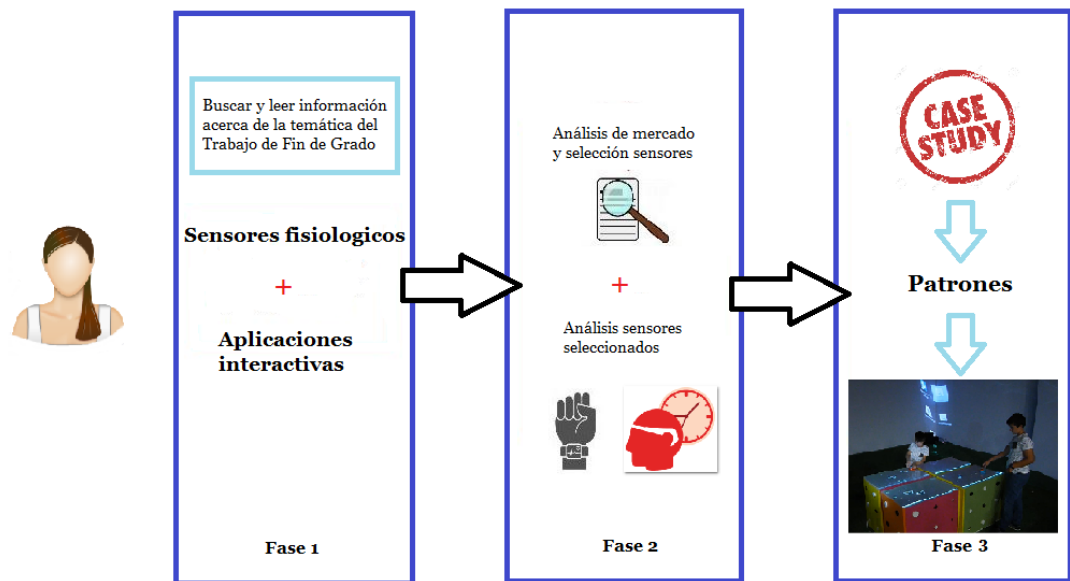 Buscar y leer información
acerca de la temática del
Trabajo de Fin de Grado
Sensores fisiologicos
+
Aplicaciones
interactivas
Fase 1
Análisis de mercado
y selección sensores
+
Análisis sensores
seleccionados
Fase 2
CASE
STUDY
Patrones
Fase 3